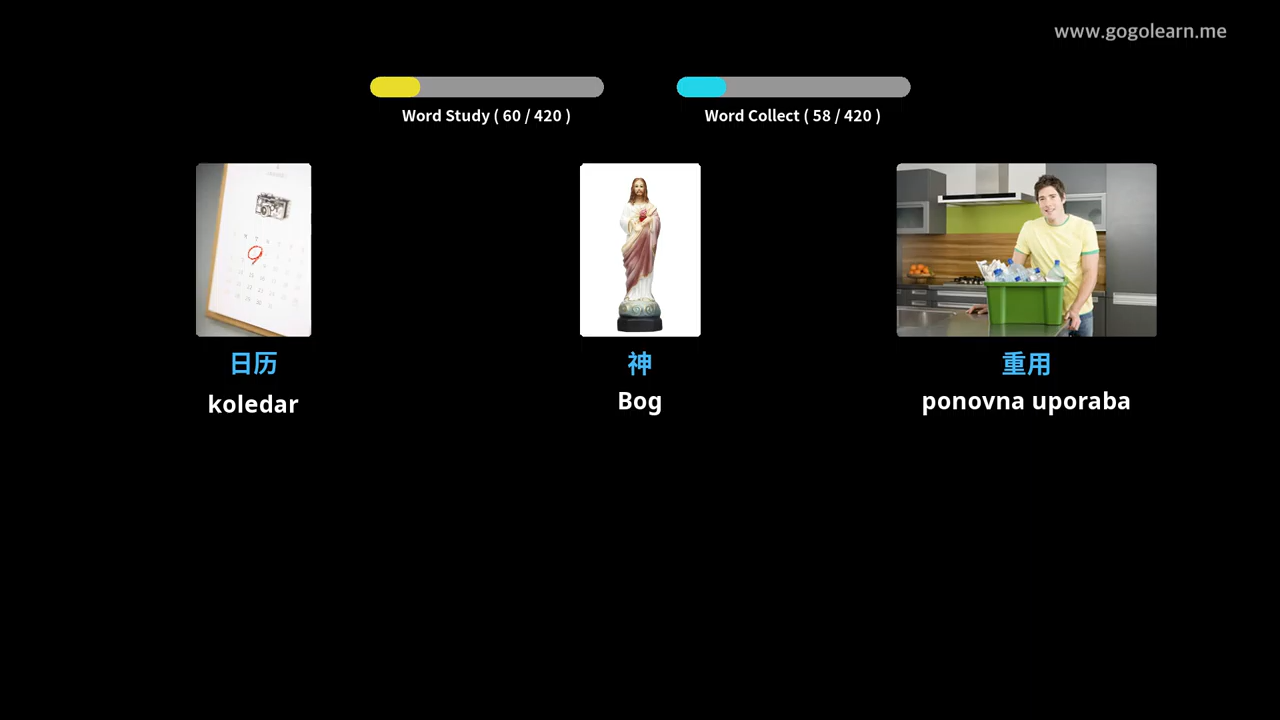 www.gogolearn.me
Word Study ( 60 / 420 )
Word Collect ( 58 / 420 )
日历
神
重用
koledar
Bog
ponovna uporaba